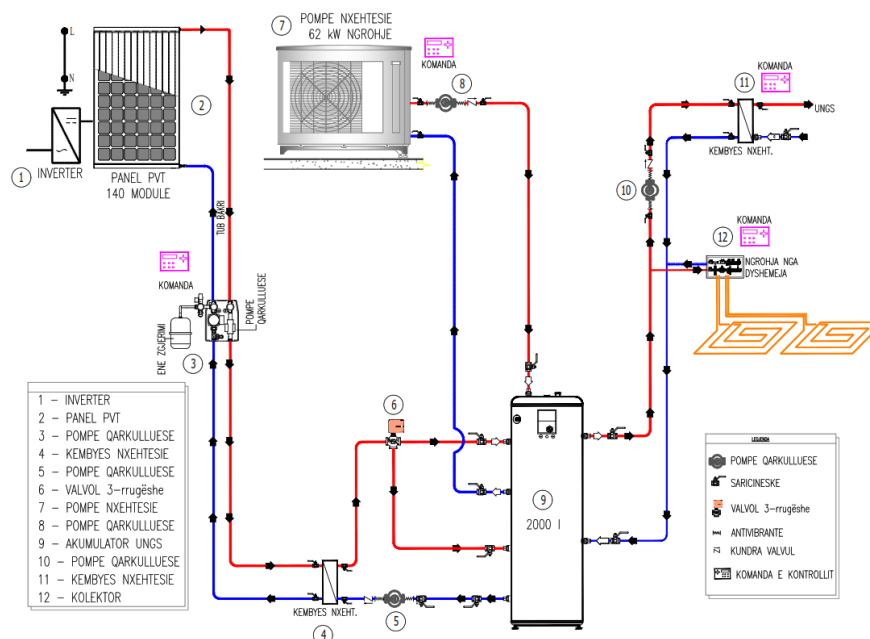 L
N
1
INVERTER
2
PANEL PVT
140 MODULE
TUB BAKRI
KOMANDA
ENE ZGJERIMI
POMPE
QARKULLUESE
3
7
POMPE NXEHTESIE
62 kW NGROHJE
KOMANDA
8
6
KEMBYES NXEHT.
4
5
9
2000 l
10
11
KOMANDA
UNGS
KEMBYES NXEHT.
12
KOMANDA
NGROHJA NGA
DYSHEMEJA
1 - INVERTER
2 - PANEL PVT
3 - POMPE QARKULLUESE
4 - KEMBYES NXEHTESIE
5 - POMPE QARKULLUESE
6 - VALVOL 3-rrugëshe
7 - POMPE NXEHTESIE
8 - POMPE QARKULLUESE
9 - AKUMULATOR UNGS
10 - POMPE QARKULLUESE
11 - KEMBYES NXEHTESIE
12 - KOLEKTOR
LEGJENDA
POMPE QARKULLUESE
SARICINESKE
VALVOL 3-rrugëshe
ANTIVIBRANTE
KUNDRA VALVUL
KOMANDA E KONTROLLIT